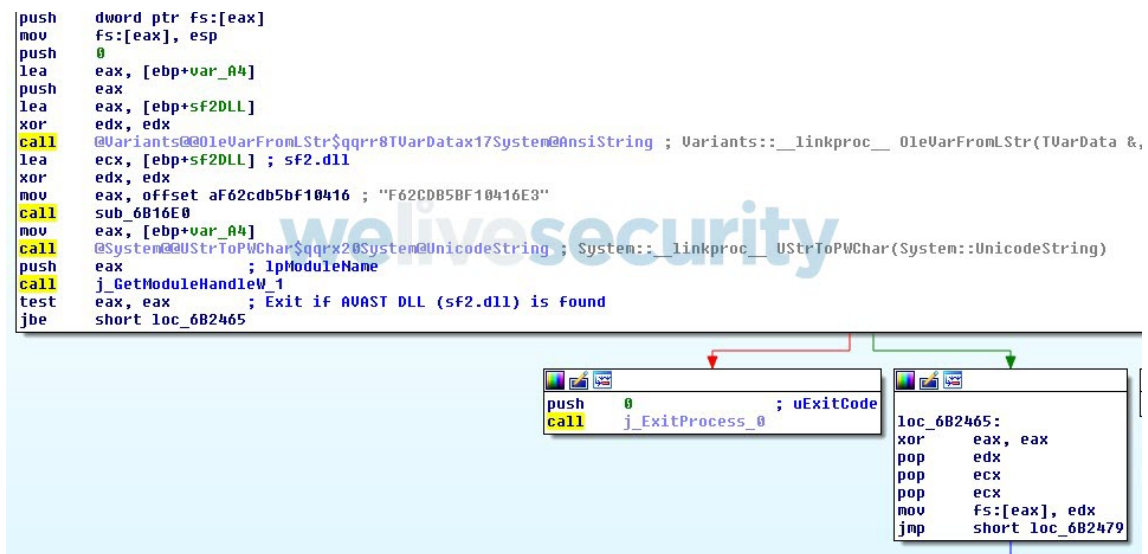 push dword ptr fs:[eax]
mov fs:[eax], esp
push 0
lea eax, [ebp+var_A4]
push eax
lea eax, [ebp+sf2DLL]
xor edx, edx
call @Variants@@OleVarFromLStr$qqrr8TVarDatax17System@AnsiString ; Variants::__linkproc__ OleVarFromLStr(TVarData &,
lea ecx, [ebp+sf2DLL] ; sf2.dll
xor edx, edx
mov eax, offset aF62cdb5bf10416 ; "F62CDB5BF10416E3"
call sub_6B16E0
mov eax, [ebp+var_A4]
call @System@@UStrToPWChar$qqrx20System@UnicodeString ; System::__linkproc__ UStrToPWChar(System::UnicodeString)
push eax ; lpModuleName
call j_GetModuleHandleW_1
test eax, eax ; Exit if AVAST DLL (sf2.dll) is found
jbe short loc_6B2465
welivesecurity
push 0 ; uExitCode
call j_ExitProcess_0
loc_6B2465:
xor eax, eax
pop edx
pop ecx
pop ecx
mov fs:[eax], edx
jmp short loc_6B2479